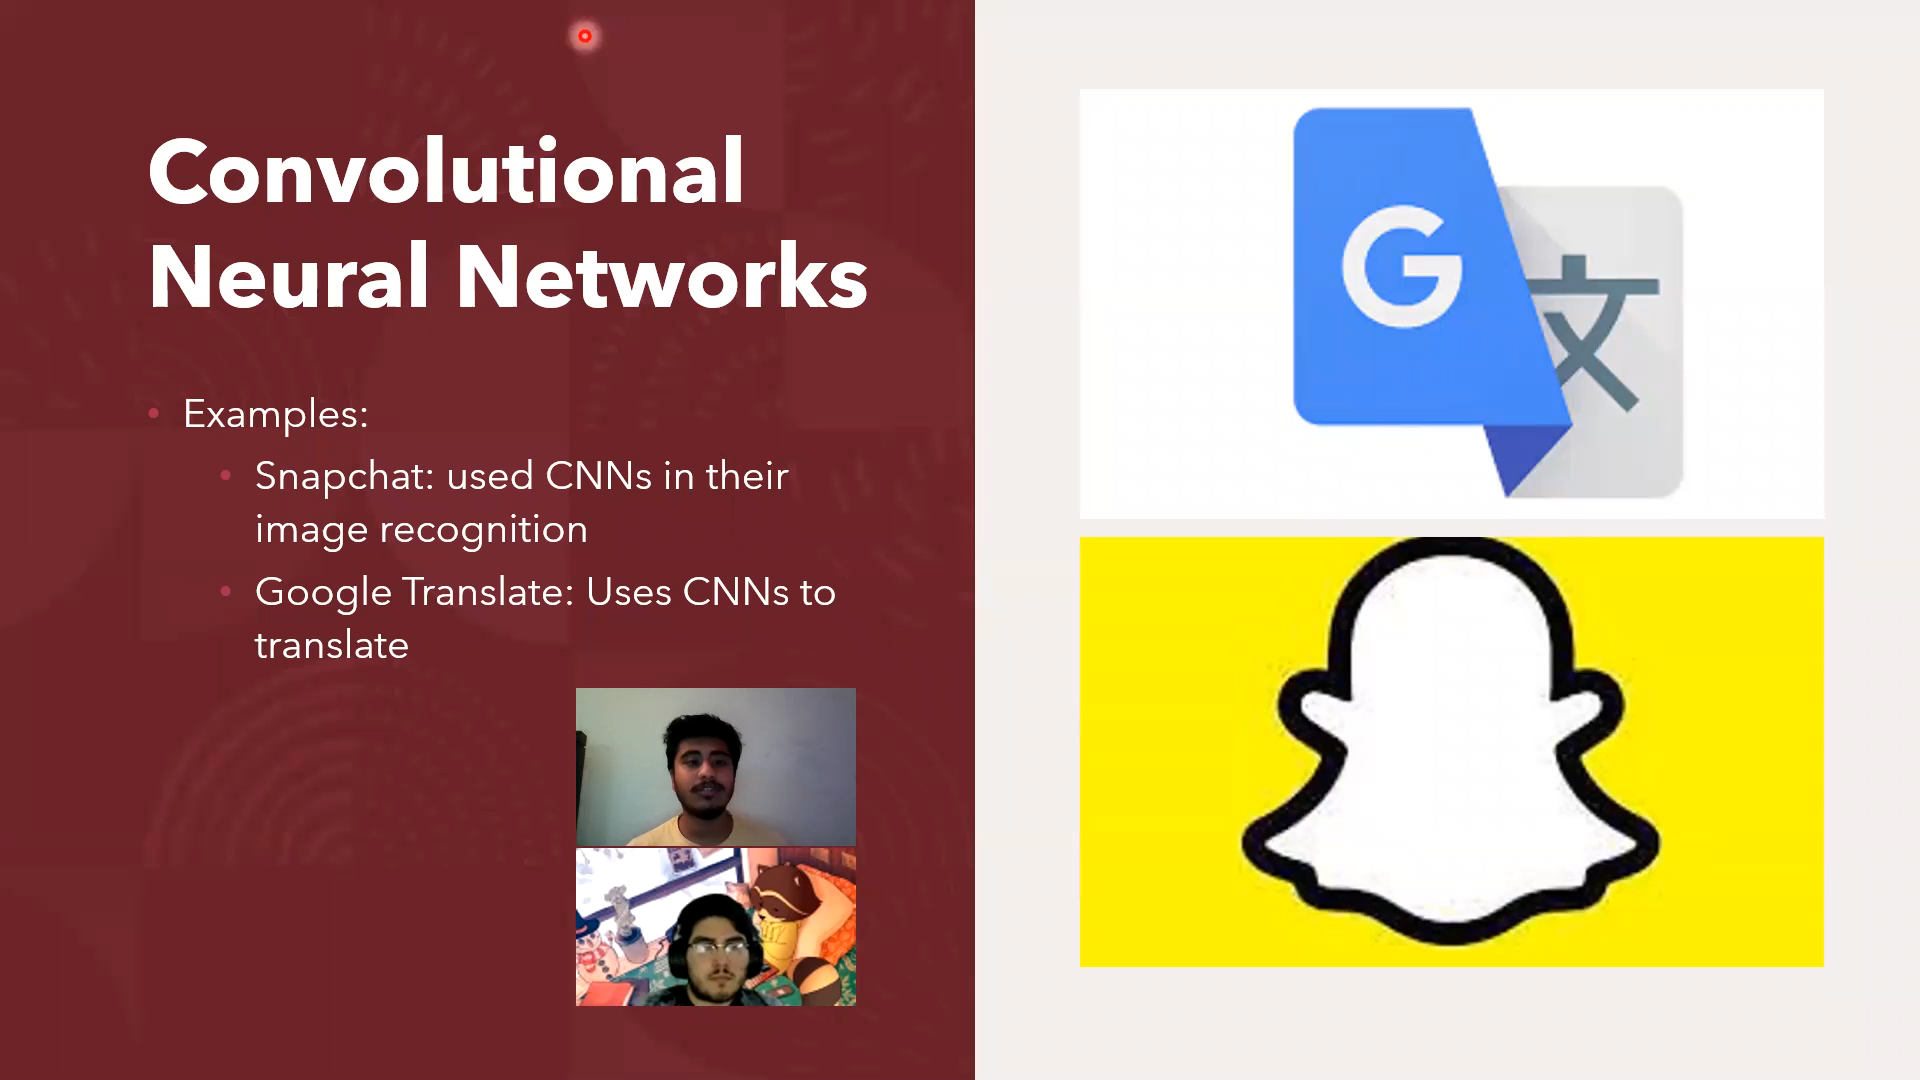 Convolutional
Neural Networks
Examples:
Snapchat: used CNNs in their
image recognition
Google Translate: Uses CNNs to
translate
G
文